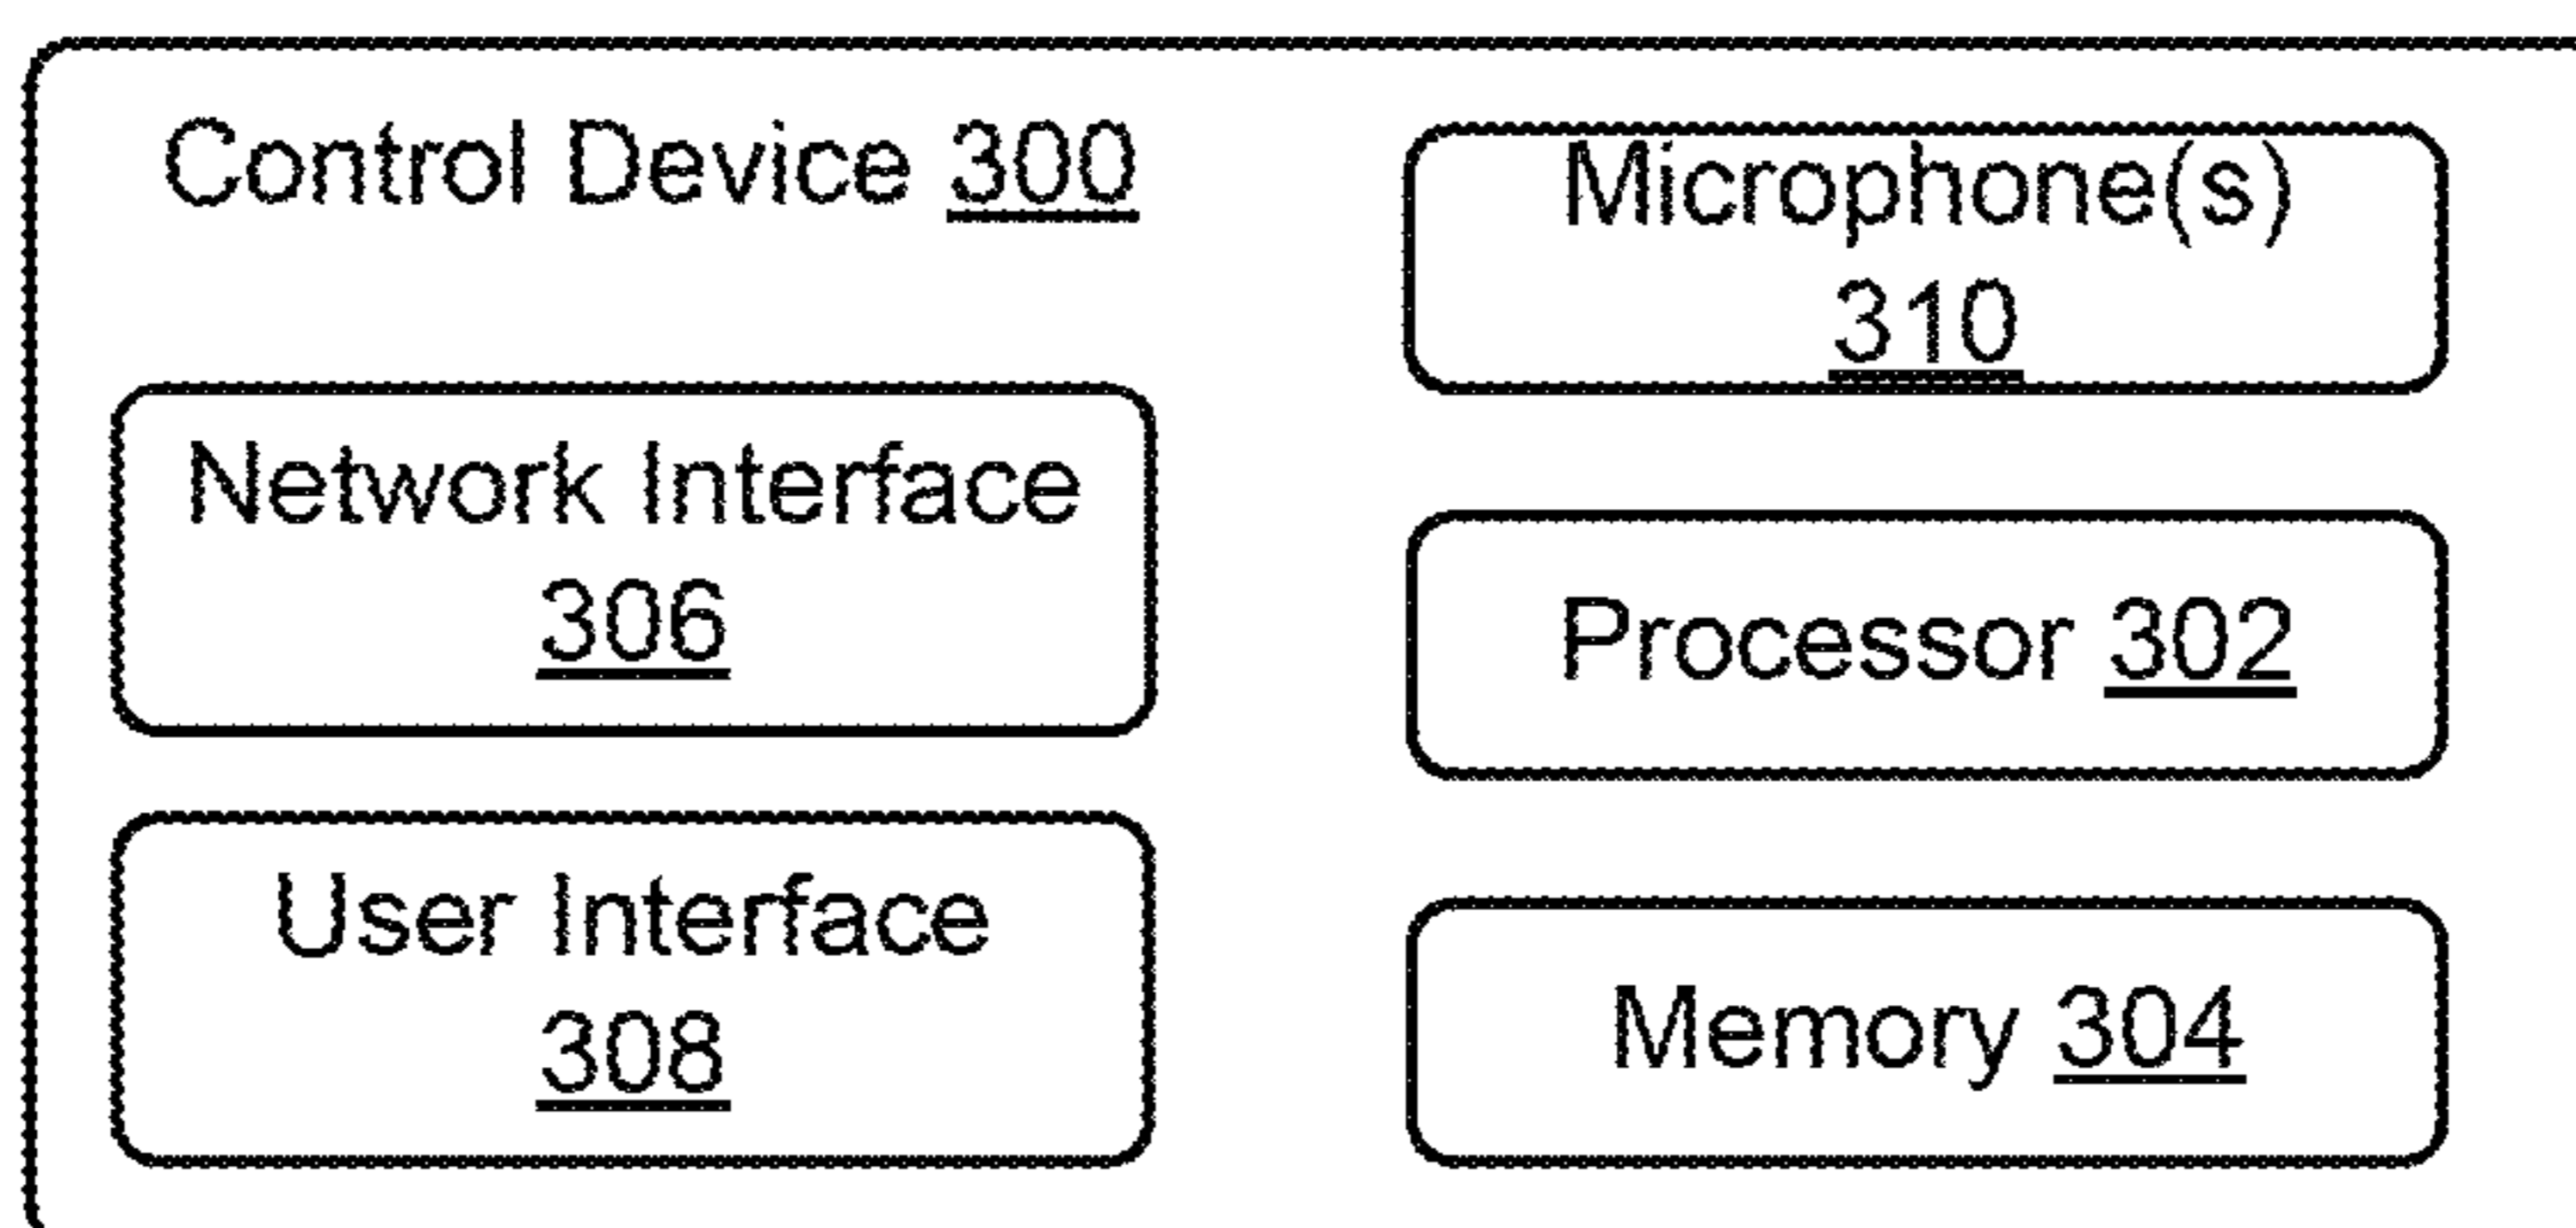 Control Device 300
Microphone(s)
310
Network Interface
306
Processor 302
User Interface
308
Memory 304